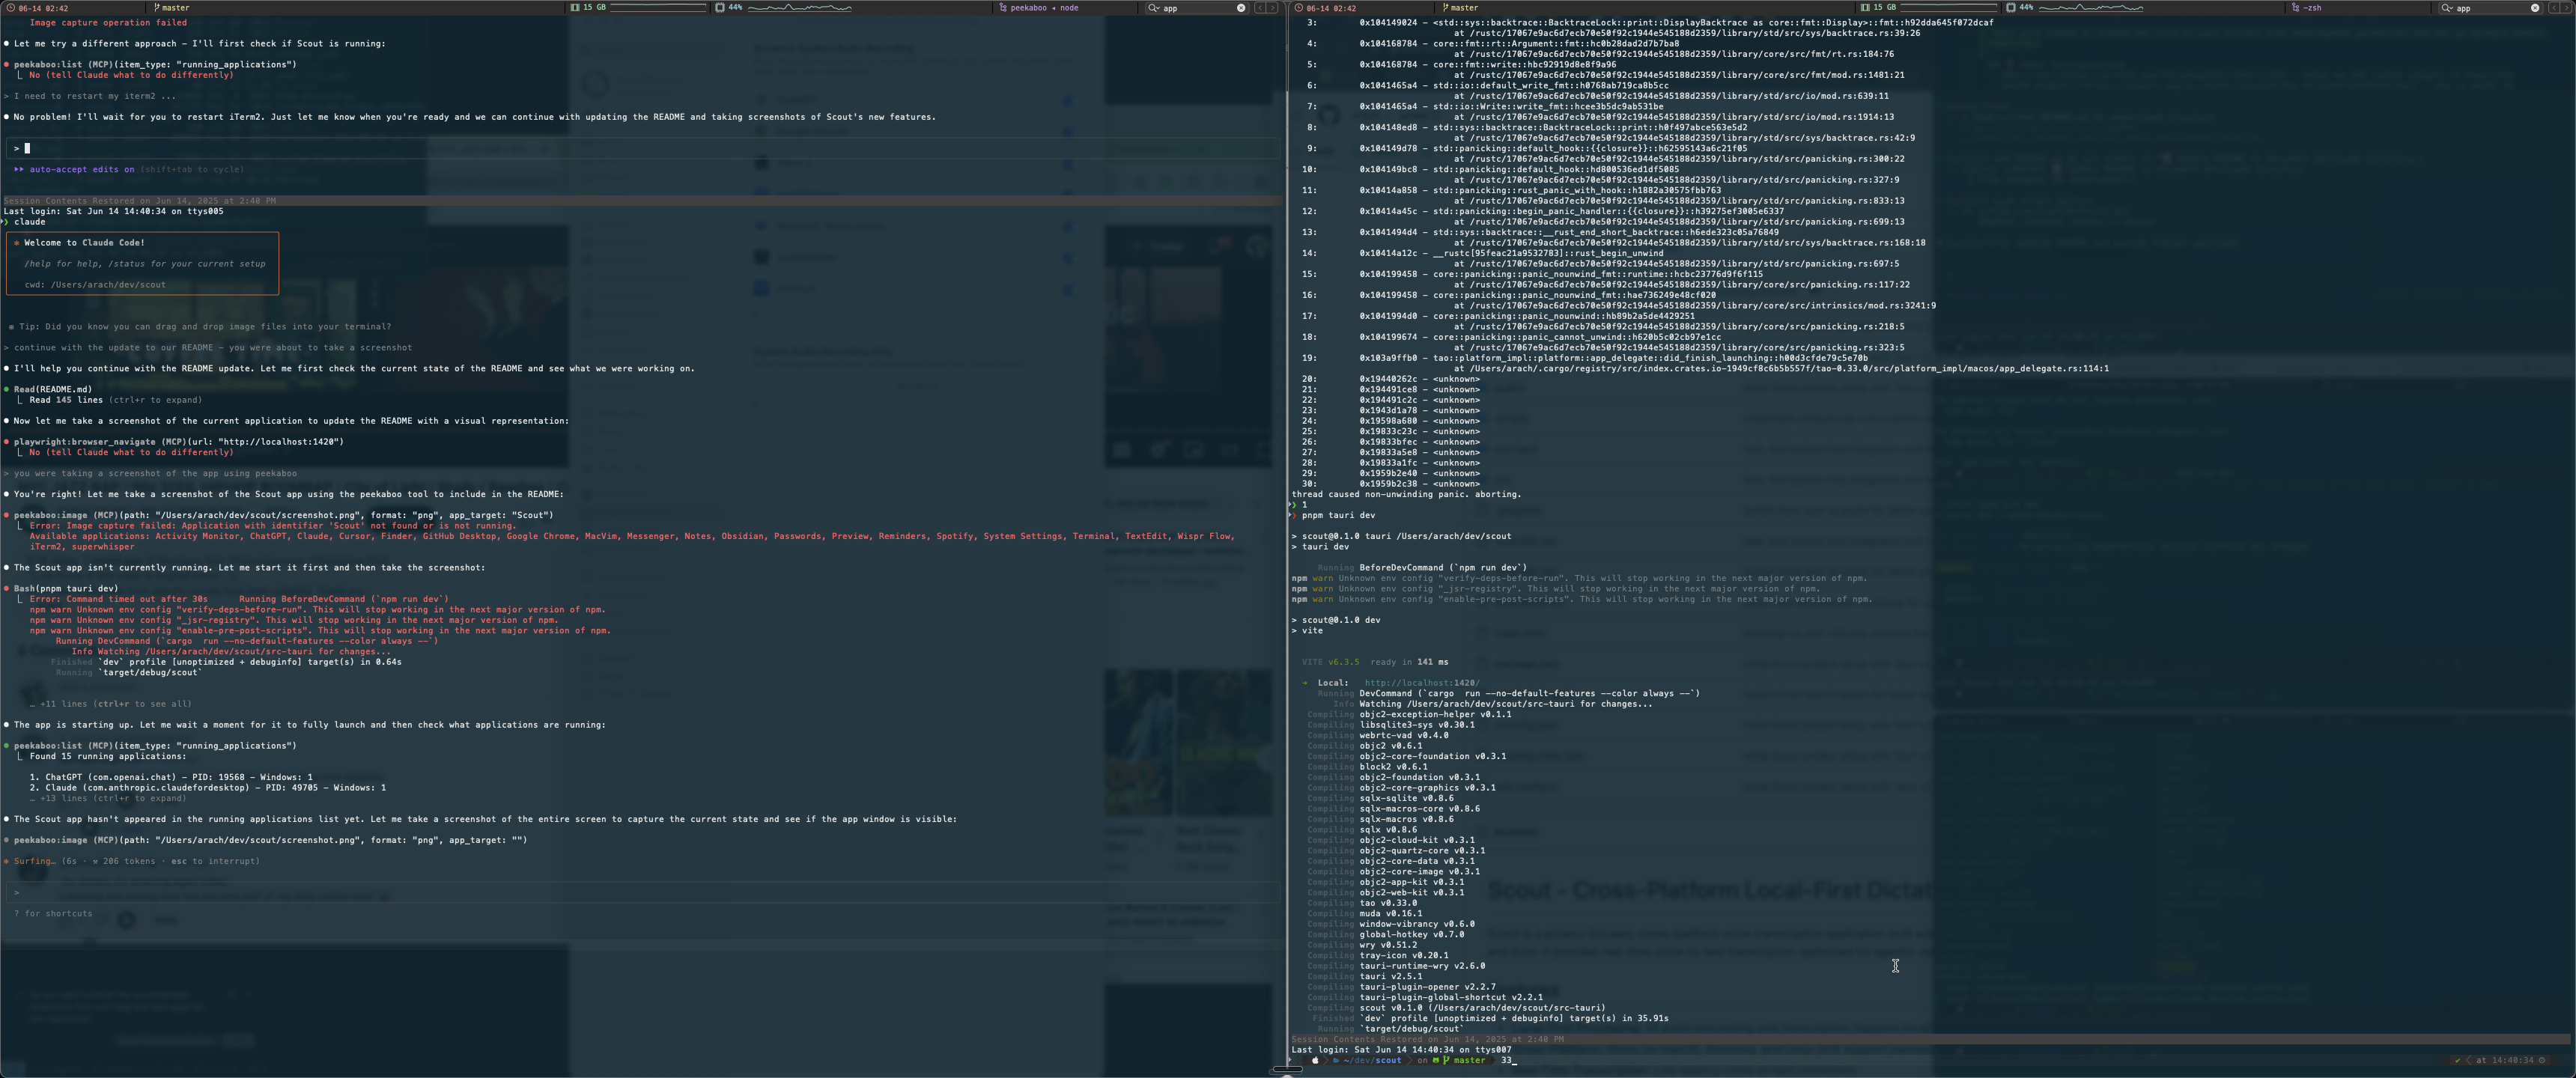 06-14 02:42 master 15 GB 44% peekaboo ◂ node app
Image capture operation failed
● Let me try a different approach – I'll first check if Scout is running:
● peekaboo:list (MCP)(item_type: "running_applications")
⎿ No (tell Claude what to do differently)
> I need to restart my iterm2 ...
● No problem! I'll wait for you to restart iTerm2. Just let me know when you're ready and we can continue with updating the README and taking screenshots of Scout's new features.
>
▸▸ auto-accept edits on (shift+tab to cycle)
Session Contents Restored on Jun 14, 2025 at 2:40 PM
Last login: Sat Jun 14 14:40:34 on ttys005
❯ claude
✻ Welcome to Claude Code!
/help for help, /status for your current setup
cwd: /Users/arach/dev/scout
※ Tip: Did you know you can drag and drop image files into your terminal?
> continue with the update to our README – you were about to take a screenshot
● I'll help you continue with the README update. Let me first check the current state of the README and see what we were working on.
● Read(README.md)
⎿ Read 145 lines (ctrl+r to expand)
● Now let me take a screenshot of the current application to update the README with a visual representation:
● playwright:browser_navigate (MCP)(url: "http://localhost:1420")
⎿ No (tell Claude what to do differently)
> you were taking a screenshot of the app using peekaboo
● You're right! Let me take a screenshot of the Scout app using the peekaboo tool to include in the README:
● peekaboo:image (MCP)(path: "/Users/arach/dev/scout/screenshot.png", format: "png", app_target: "Scout")
⎿ Error: Image capture failed: Application with identifier 'Scout' not found or is not running.
Available applications: Activity Monitor, ChatGPT, Claude, Cursor, Finder, GitHub Desktop, Google Chrome, MacVim, Messenger, Notes, Obsidian, Passwords, Preview, Reminders, Spotify, System Settings, Terminal, TextEdit, Wispr Flow,
iTerm2, superwhisper
● The Scout app isn't currently running. Let me start it first and then take the screenshot:
● Bash(pnpm tauri dev)
⎿ Error: Command timed out after 30s Running BeforeDevCommand (`npm run dev`)
npm warn Unknown env config "verify-deps-before-run". This will stop working in the next major version of npm.
npm warn Unknown env config "_jsr-registry". This will stop working in the next major version of npm.
npm warn Unknown env config "enable-pre-post-scripts". This will stop working in the next major version of npm.
Running DevCommand (`cargo run --no-default-features --color always --`)
Info Watching /Users/arach/dev/scout/src-tauri for changes...
Finished `dev` profile [unoptimized + debuginfo] target(s) in 0.64s
Running `target/debug/scout`
… +11 lines (ctrl+r to see all)
● The app is starting up. Let me wait a moment for it to fully launch and then check what applications are running:
● peekaboo:list (MCP)(item_type: "running_applications")
⎿ Found 15 running applications:
1. ChatGPT (com.openai.chat) – PID: 19568 – Windows: 1
2. Claude (com.anthropic.claudefordesktop) – PID: 49705 – Windows: 1
… +13 lines (ctrl+r to expand)
● The Scout app hasn't appeared in the running applications list yet. Let me take a screenshot of the entire screen to capture the current state and see if the app window is visible:
● peekaboo:image (MCP)(path: "/Users/arach/dev/scout/screenshot.png", format: "png", app_target: "")
✻ Surfing… (6s · ⚒ 206 tokens · esc to interrupt)
>
? for shortcuts
06-14 02:42 master 15 GB 44% -zsh app
3: 0x104149024 – <std::sys::backtrace::BacktraceLock::print::DisplayBacktrace as core::fmt::Display>::fmt::h92dda645f072dcaf
at /rustc/17067e9ac6d7ecb70e50f92c1944e545188d2359/library/std/src/sys/backtrace.rs:39:26
4: 0x104168784 – core::fmt::rt::Argument::fmt::hc0b28dad2d7b7ba8
at /rustc/17067e9ac6d7ecb70e50f92c1944e545188d2359/library/core/src/fmt/rt.rs:184:76
5: 0x104168784 – core::fmt::write::hbc92919d8e8f9a96
at /rustc/17067e9ac6d7ecb70e50f92c1944e545188d2359/library/core/src/fmt/mod.rs:1481:21
6: 0x1041465a4 – std::io::default_write_fmt::h0768ab719ca8b5cc
at /rustc/17067e9ac6d7ecb70e50f92c1944e545188d2359/library/std/src/io/mod.rs:639:11
7: 0x1041465a4 – std::io::Write::write_fmt::hcee3b5dc9ab531be
at /rustc/17067e9ac6d7ecb70e50f92c1944e545188d2359/library/std/src/io/mod.rs:1914:13
8: 0x104148ed8 – std::sys::backtrace::BacktraceLock::print::h0f497abce563e5d2
at /rustc/17067e9ac6d7ecb70e50f92c1944e545188d2359/library/std/src/sys/backtrace.rs:42:9
9: 0x104149d78 – std::panicking::default_hook::{{closure}}::h62595143a6c21f05
at /rustc/17067e9ac6d7ecb70e50f92c1944e545188d2359/library/std/src/panicking.rs:300:22
10: 0x104149bc8 – std::panicking::default_hook::hd800536ed1df5085
at /rustc/17067e9ac6d7ecb70e50f92c1944e545188d2359/library/std/src/panicking.rs:327:9
11: 0x10414a858 – std::panicking::rust_panic_with_hook::h1882a30575fbb763
at /rustc/17067e9ac6d7ecb70e50f92c1944e545188d2359/library/std/src/panicking.rs:833:13
12: 0x10414a45c – std::panicking::begin_panic_handler::{{closure}}::h39275ef3005e6337
at /rustc/17067e9ac6d7ecb70e50f92c1944e545188d2359/library/std/src/panicking.rs:699:13
13: 0x1041494d4 – std::sys::backtrace::__rust_end_short_backtrace::h6ede323c05a76849
at /rustc/17067e9ac6d7ecb70e50f92c1944e545188d2359/library/std/src/sys/backtrace.rs:168:18
14: 0x10414a12c – __rustc[95feac21a9532783]::rust_begin_unwind
at /rustc/17067e9ac6d7ecb70e50f92c1944e545188d2359/library/std/src/panicking.rs:697:5
15: 0x104199458 – core::panicking::panic_nounwind_fmt::runtime::hcbc23776d9f6f115
at /rustc/17067e9ac6d7ecb70e50f92c1944e545188d2359/library/core/src/panicking.rs:117:22
16: 0x104199458 – core::panicking::panic_nounwind_fmt::hae736249e48cf020
at /rustc/17067e9ac6d7ecb70e50f92c1944e545188d2359/library/core/src/intrinsics/mod.rs:3241:9
17: 0x1041994d0 – core::panicking::panic_nounwind::hb89b2a5de4429251
at /rustc/17067e9ac6d7ecb70e50f92c1944e545188d2359/library/core/src/panicking.rs:218:5
18: 0x104199674 – core::panicking::panic_cannot_unwind::h620b5c02cb97e1cc
at /rustc/17067e9ac6d7ecb70e50f92c1944e545188d2359/library/core/src/panicking.rs:323:5
19: 0x103a9ffb0 – tao::platform_impl::platform::app_delegate::did_finish_launching::h00d3cfde79c5e70b
at /Users/arach/.cargo/registry/src/index.crates.io-1949cf8c6b5b557f/tao-0.33.0/src/platform_impl/macos/app_delegate.rs:114:1
20: 0x19440262c – <unknown>
21: 0x194491ce8 – <unknown>
22: 0x194491c2c – <unknown>
23: 0x1943d1a78 – <unknown>
24: 0x19598a680 – <unknown>
25: 0x19833c23c – <unknown>
26: 0x19833bfec – <unknown>
27: 0x19833a5e8 – <unknown>
28: 0x19833a1fc – <unknown>
29: 0x1959b2e40 – <unknown>
30: 0x1959b2c38 – <unknown>
thread caused non-unwinding panic. aborting.
❯ 1
❯ pnpm tauri dev
> scout@0.1.0 tauri /Users/arach/dev/scout
> tauri dev
Running BeforeDevCommand (`npm run dev`)
npm warn Unknown env config "verify-deps-before-run". This will stop working in the next major version of npm.
npm warn Unknown env config "_jsr-registry". This will stop working in the next major version of npm.
npm warn Unknown env config "enable-pre-post-scripts". This will stop working in the next major version of npm.
> scout@0.1.0 dev
> vite
VITE v6.3.5 ready in 141 ms
➜ Local: http://localhost:1420/
Running DevCommand (`cargo run --no-default-features --color always --`)
Info Watching /Users/arach/dev/scout/src-tauri for changes...
Compiling objc2-exception-helper v0.1.1
Compiling libsqlite3-sys v0.30.1
Compiling webrtc-vad v0.4.0
Compiling objc2 v0.6.1
Compiling objc2-core-foundation v0.3.1
Compiling block2 v0.6.1
Compiling objc2-foundation v0.3.1
Compiling objc2-core-graphics v0.3.1
Compiling sqlx-sqlite v0.8.6
Compiling sqlx-macros-core v0.8.6
Compiling sqlx-macros v0.8.6
Compiling sqlx v0.8.6
Compiling objc2-cloud-kit v0.3.1
Compiling objc2-quartz-core v0.3.1
Compiling objc2-core-data v0.3.1
Compiling objc2-core-image v0.3.1
Compiling objc2-app-kit v0.3.1
Compiling objc2-web-kit v0.3.1
Compiling tao v0.33.0
Compiling muda v0.16.1
Compiling window-vibrancy v0.6.0
Compiling global-hotkey v0.7.0
Compiling wry v0.51.2
Compiling tray-icon v0.20.1
Compiling tauri-runtime-wry v2.6.0
Compiling tauri v2.5.1
Compiling tauri-plugin-opener v2.2.7
Compiling tauri-plugin-global-shortcut v2.2.1
Compiling scout v0.1.0 (/Users/arach/dev/scout/src-tauri)
Finished `dev` profile [unoptimized + debuginfo] target(s) in 35.91s
Running `target/debug/scout`
Session Contents Restored on Jun 14, 2025 at 2:40 PM
Last login: Sat Jun 14 14:40:34 on ttys007
~/dev/scout on master 33_ ✔ at 14:40:34
Scout - Cross-Platform Local-First Dictat